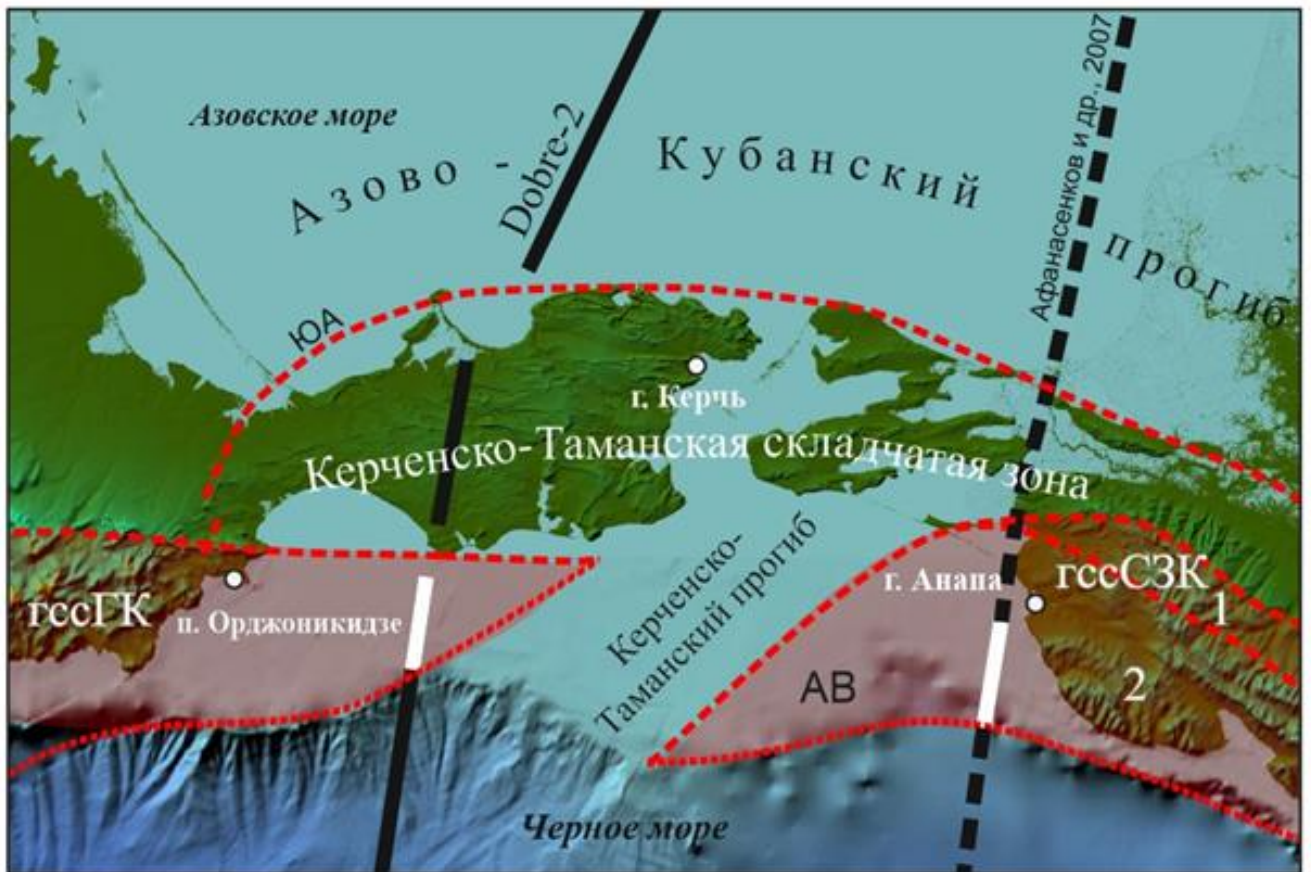 Азовское море
Азово -
Кубанский
прогиб
Dobre-2
Афанасенков и др., 2007
ЮА
г. Керчь
Керченско-Таманская складчатая зона
Керченско-
Таманский прогиб
г. Анапа
гссСЗК
1
2
гссГК
п. Орджоникидзе
АВ
Черное море